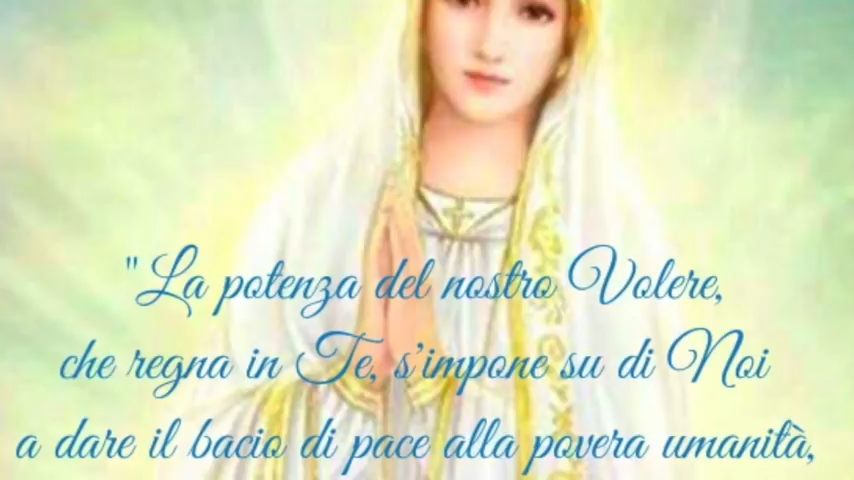 "La potenza del nostro Volere,
che regna in Te, s'impone su di Noi
a dare il bacio di pace alla povera umanità,